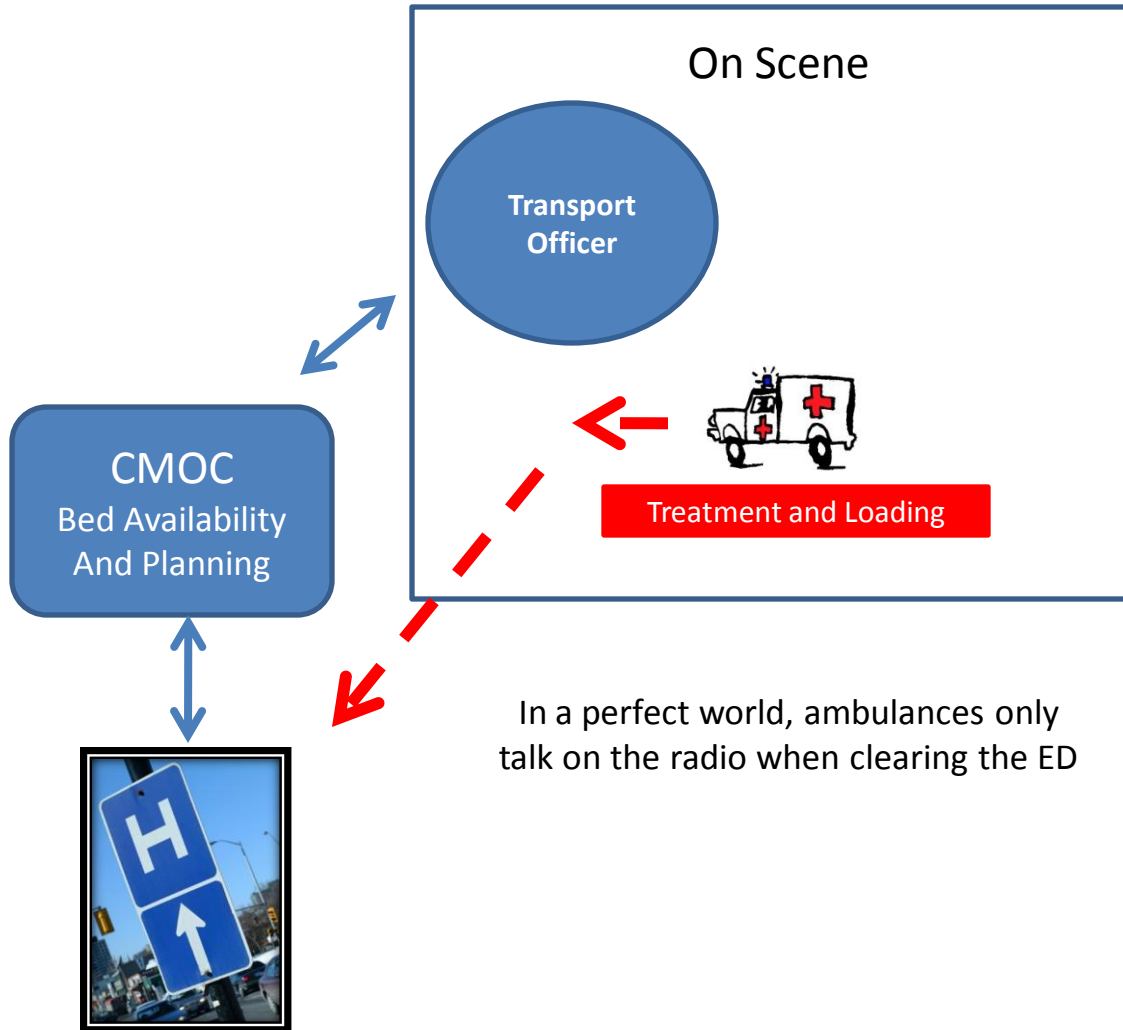 On Scene
Transport
Officer
CMOC
Bed Availability
And Planning
Treatment and Loading
In a perfect world, ambulances only
talk on the radio when clearing the ED
H